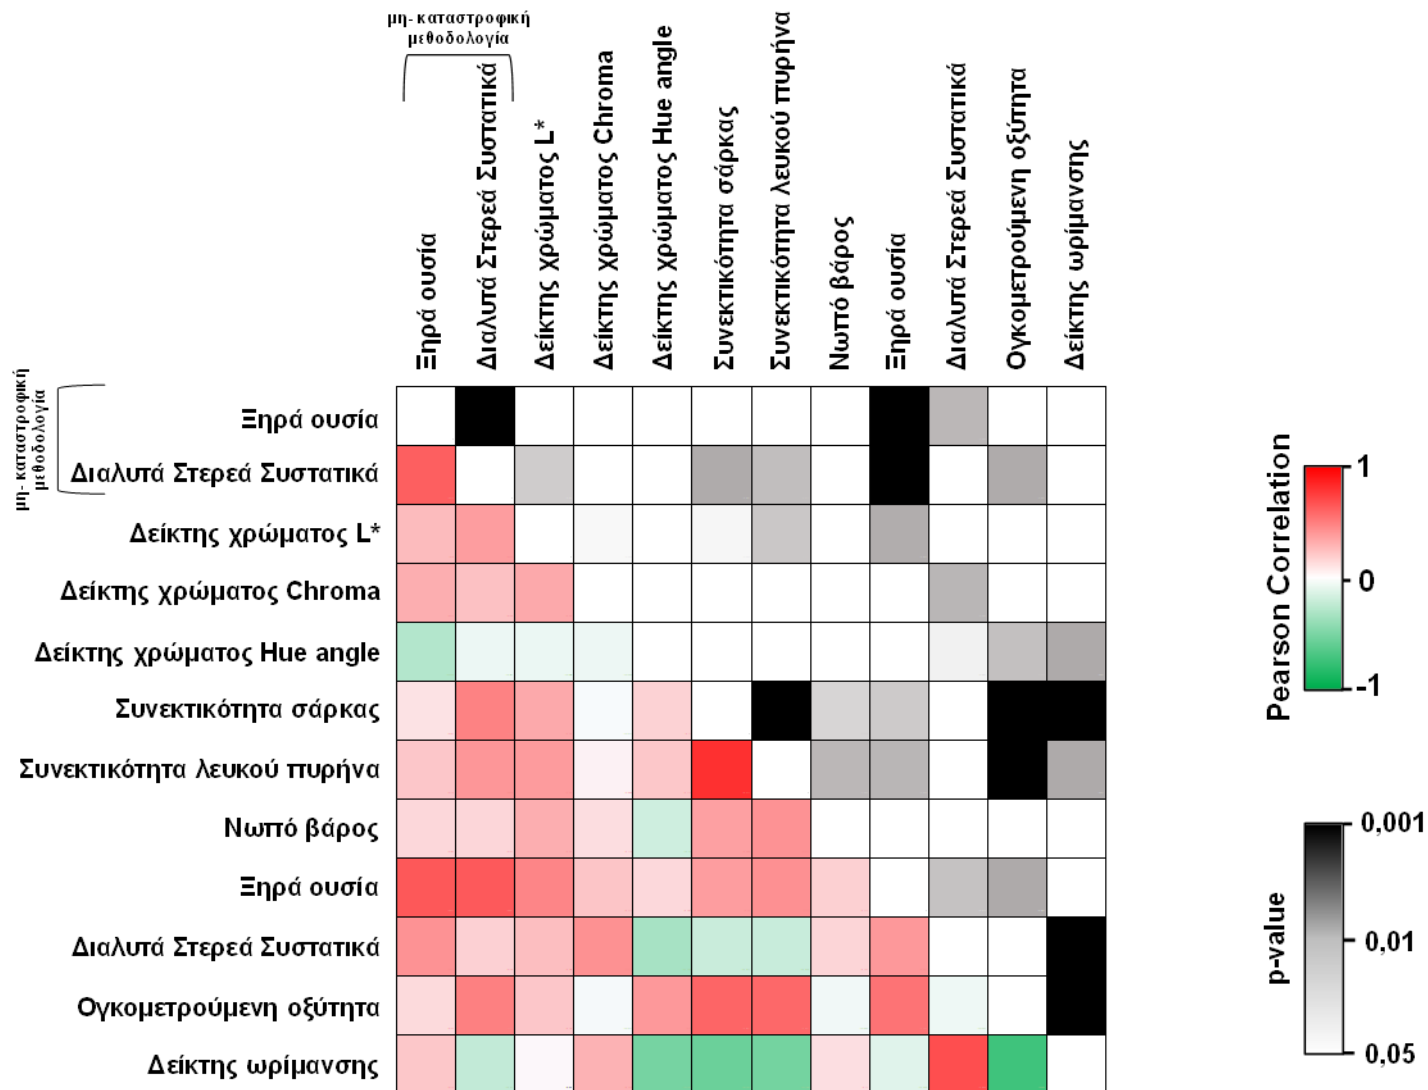 μη- καταστροφική
μεθοδολογία
Ξηρά ουσία
Διαλυτά Στερεά Συστατικά
Δείκτης χρώματος L*
Δείκτης χρώματος Chroma
Δείκτης χρώματος Hue angle
Συνεκτικότητα σάρκας
Συνεκτικότητα λευκού πυρήνα
Νωπό βάρος
Ξηρά ουσία
Διαλυτά Στερεά Συστατικά
Ογκομετρούμενη οξύτητα
Δείκτης ωρίμανσης
μη- καταστροφική
μεθοδολογία
Ξηρά ουσία
Διαλυτά Στερεά Συστατικά
Δείκτης χρώματος L*
Δείκτης χρώματος Chroma
Δείκτης χρώματος Hue angle
Συνεκτικότητα σάρκας
Συνεκτικότητα λευκού πυρήνα
Νωπό βάρος
Ξηρά ουσία
Διαλυτά Στερεά Συστατικά
Ογκομετρούμενη οξύτητα
Δείκτης ωρίμανσης
Pearson Correlation
1
0
-1
p-value
0,001
0,01
0,05